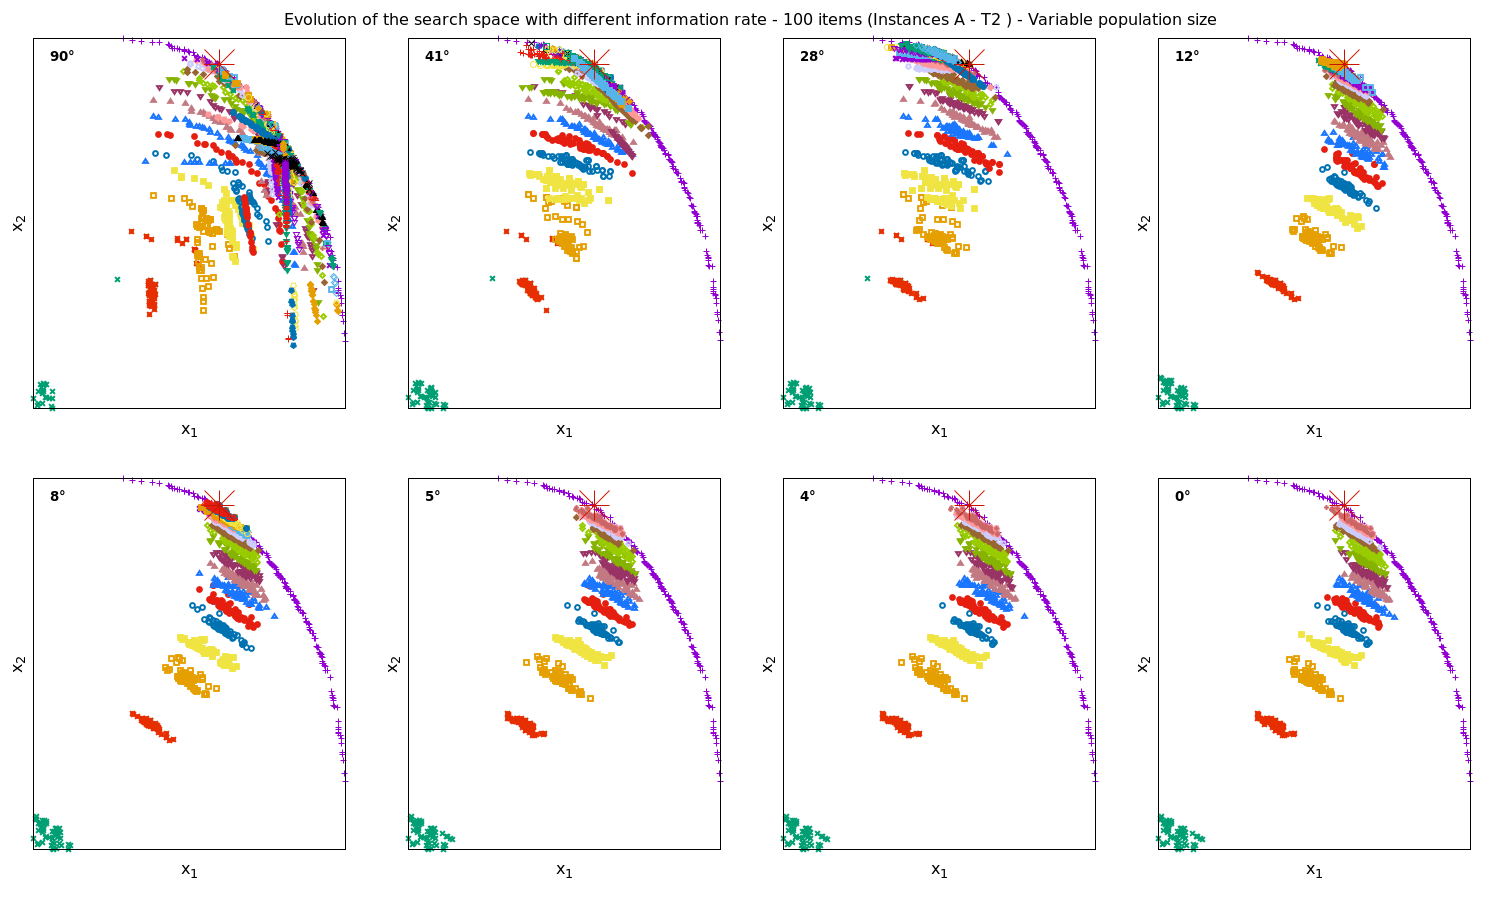 Evolution of the search space with different information rate - 100 items (Instances A - T2 ) - Variable population size
90°
41°
28°
12°
x2
x2
x2
x2
x1
x1
x1
x1
8°
5°
4°
0°
x2
x2
x2
x2
x1
x1
x1
x1